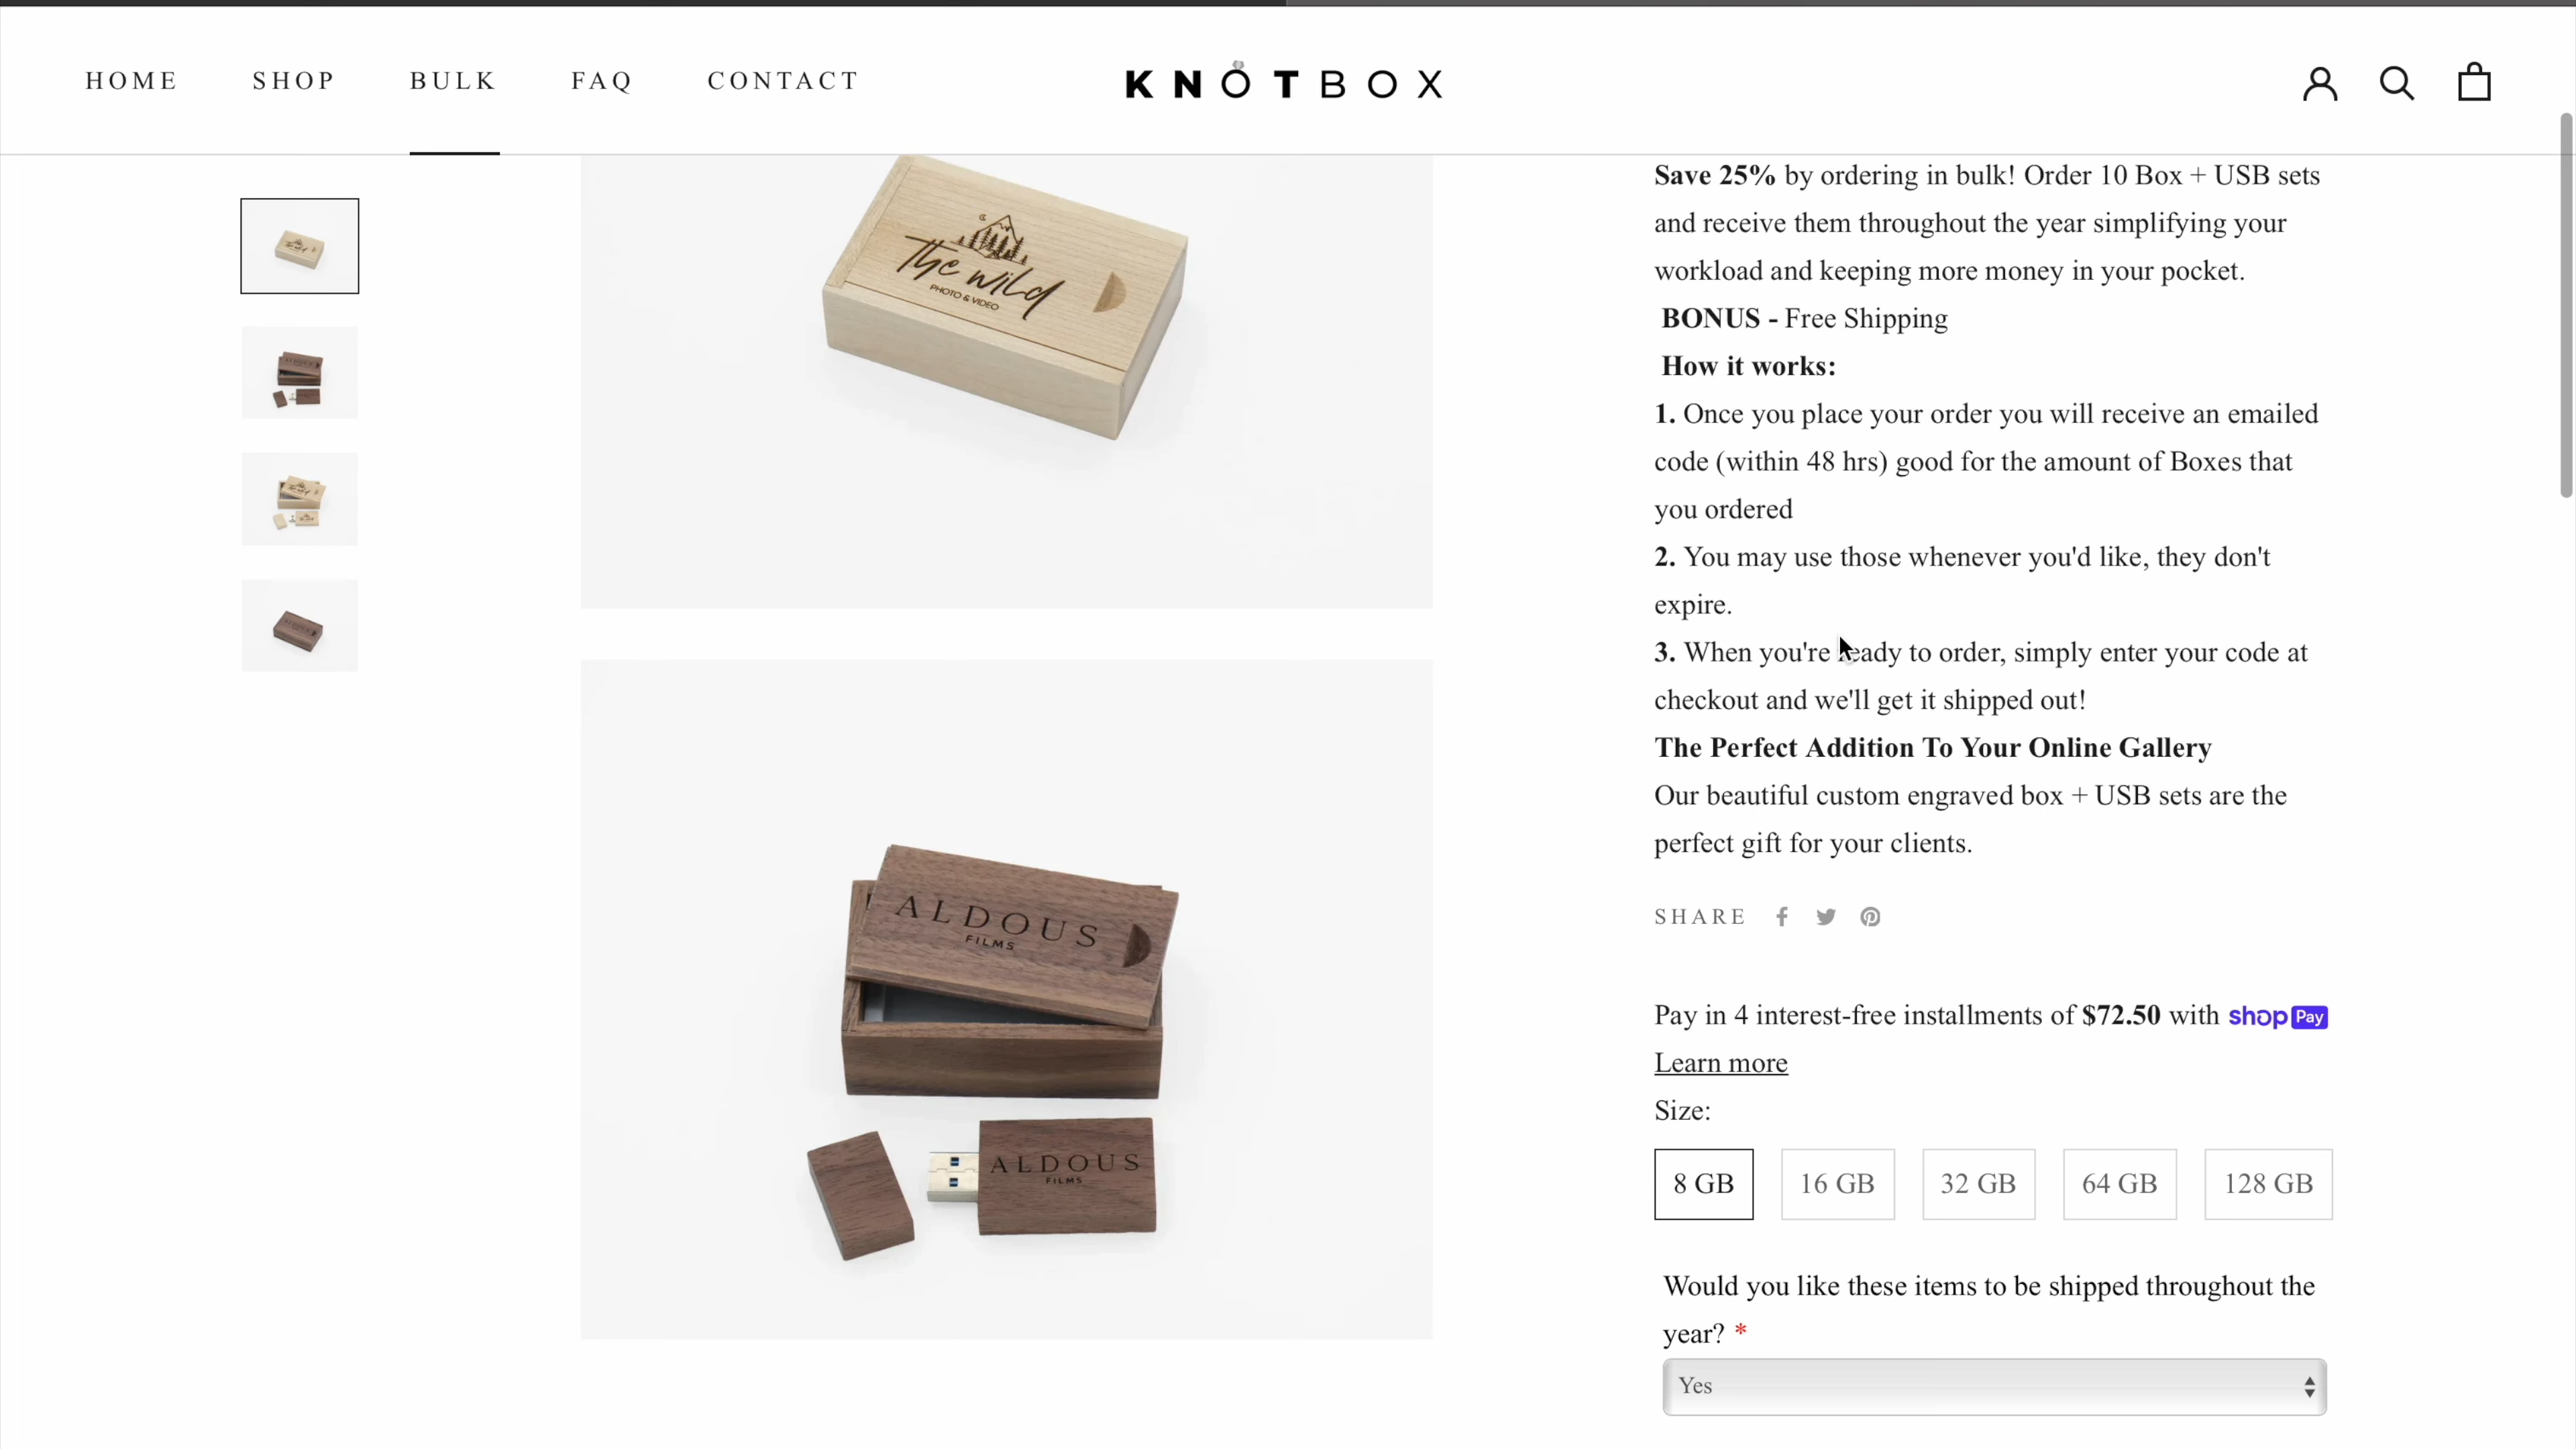 HOME SHOP BULK FAQ CONTACT
KNOTBOX
The wild
PHOTO & VIDEO
Save 25% by ordering in bulk! Order 10 Box + USB sets
and receive them throughout the year simplifying your
workload and keeping more money in your pocket.
BONUS - Free Shipping
How it works:
1. Once you place your order you will receive an emailed
code (within 48 hrs) good for the amount of Boxes that
you ordered
2. You may use those whenever you'd like, they don't
expire.
3. When you're ready to order, simply enter your code at
checkout and we'll get it shipped out!
The Perfect Addition To Your Online Gallery
Our beautiful custom engraved box + USB sets are the
perfect gift for your clients.
SHARE
ALDOUS
FILMS
ALDOUS
FILMS
Pay in 4 interest-free installments of $72.50 with shop Pay
Learn more
Size:
8 GB 16 GB 32 GB 64 GB 128 GB
Would you like these items to be shipped throughout the
year? *
Yes